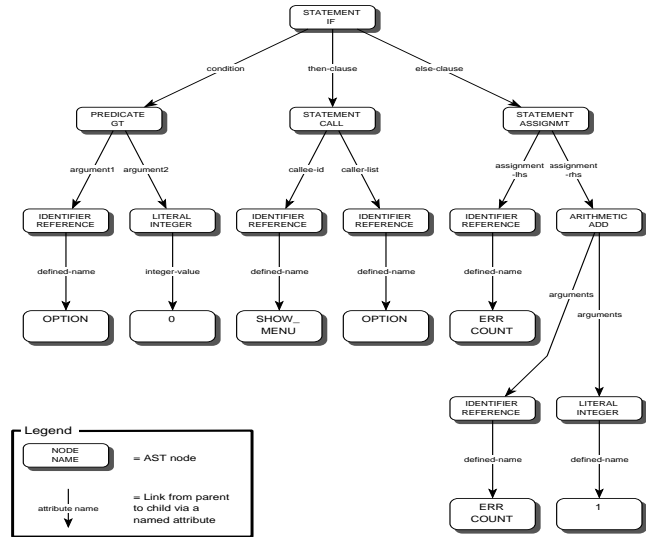 STATEMENT
IF
condition
then-clause
else-clause
PREDICATE
GT
STATEMENT
CALL
STATEMENT
ASSIGNMT
argument1
argument2
callee-id
caller-list
assignment
-lhs
assignment
-rhs
IDENTIFIER
REFERENCE
LITERAL
INTEGER
IDENTIFIER
REFERENCE
IDENTIFIER
REFERENCE
IDENTIFIER
REFERENCE
ARITHMETIC
ADD
defined-name
integer-value
defined-name
defined-name
defined-name
arguments
arguments
OPTION
0
SHOW_
MENU
OPTION
ERR
COUNT
IDENTIFIER
REFERENCE
LITERAL
INTEGER
defined-name
defined-name
ERR
COUNT
1
Legend
NODE
NAME
= AST node
attribute name
= Link from parent
to child via a
named attribute